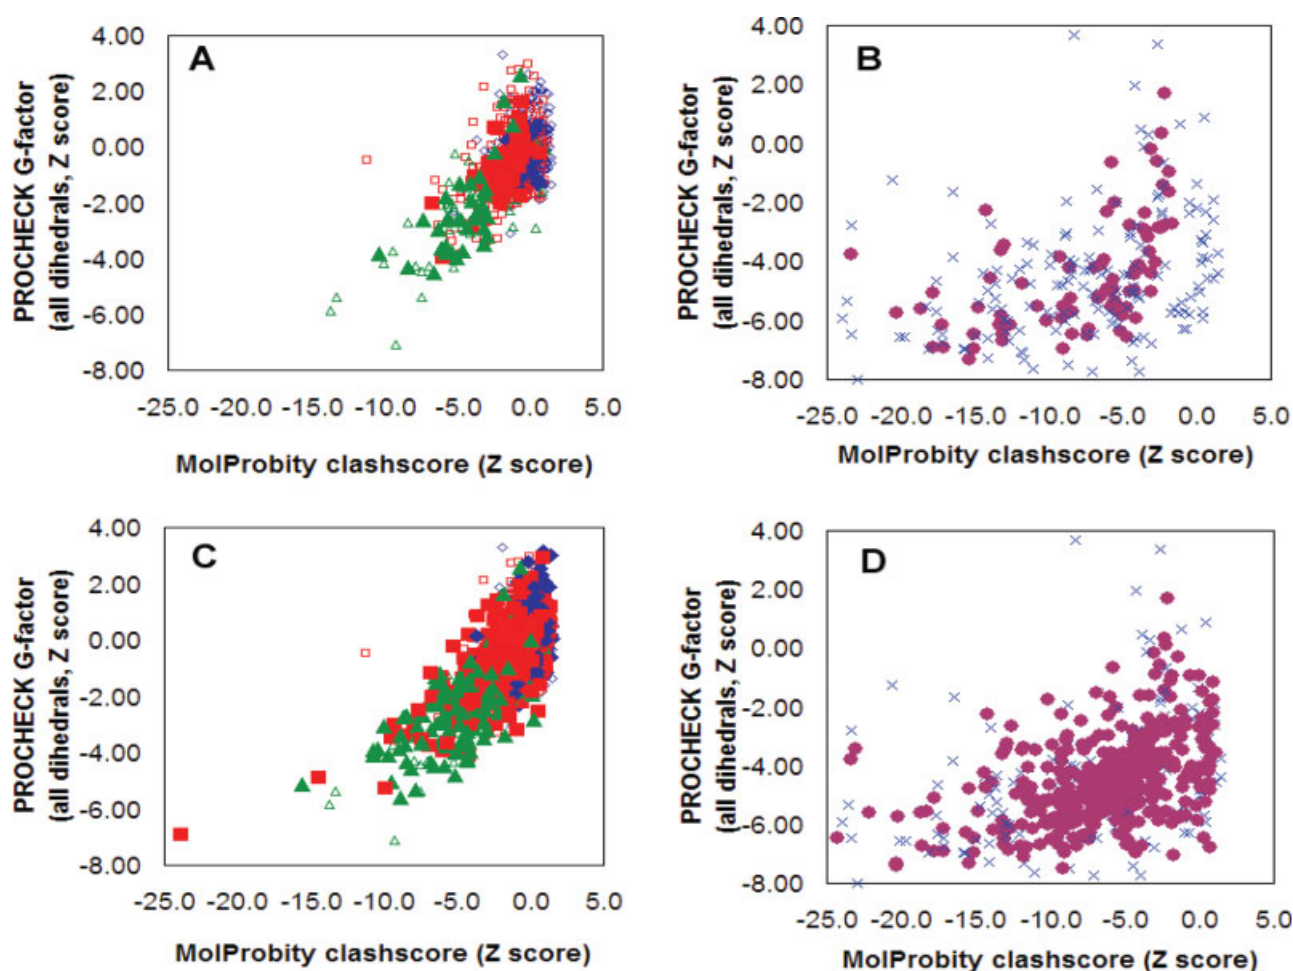 A
PROCHECK G-factor
(all dihedrals, Z score)
4.00
2.00
0.00
-2.00
-4.00
-6.00
-8.00
-25.0 -20.0 -15.0 -10.0 -5.0 0.0 5.0
MolProbity clashscore (Z score)
B
PROCHECK G-factor
(all dihedrals, Z score)
4.00
2.00
0.00
-2.00
-4.00
-6.00
-8.00
-25.0 -20.0 -15.0 -10.0 -5.0 0.0 5.0
MolProbity clashscore (Z score)
C
PROCHECK G-factor
(all dihedrals, Z score)
4.00
2.00
0.00
-2.00
-4.00
-6.00
-8.00
-25.0 -20.0 -15.0 -10.0 -5.0 0.0 5.0
MolProbity clashscore (Z score)
D
PROCHECK G-factor
(all dihedrals, Z score)
4.00
2.00
0.00
-2.00
-4.00
-6.00
-8.00
-25.0 -20.0 -15.0 -10.0 -5.0 0.0 5.0
MolProbity clashscore (Z score)